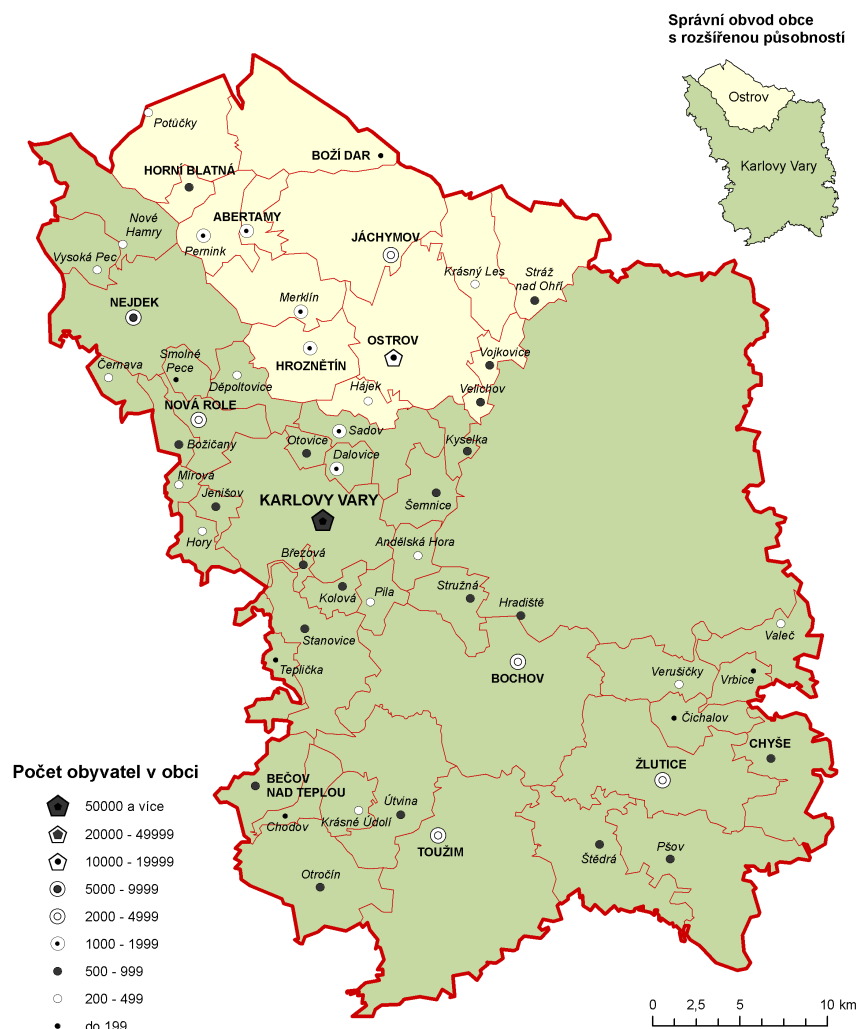 Správní obvod obce
s rozšířenou působností
Ostrov
Karlovy Vary
Potůčky
BOŽÍ DAR
HORNÍ BLATNÁ
Nové
Hamry
ABERTAMY
Pernink
JÁCHYMOV
Vysoká Pec
Krásný Les
Stráž
nad Ohří
NEJDEK
Merklín
OSTROV
HROZNĚTÍN
Vojkovice
Smolné
Pece
Černava
Děpoltovice
Hájek
Velichov
NOVÁ ROLE
Sadov
Božičany
Otovice
Dalovice
Kyselka
Mírová
Jenišov
KARLOVY VARY
Šemnice
Hory
Andělská Hora
Březová
Kolová
Pila
Stružná
Hradiště
Stanovice
Valeč
Teplička
BOCHOV
Verušičky
Vrbice
Čichalov
CHYŠE
ŽLUTICE
BEČOV
NAD TEPLOU
Útvina
Krásné Údolí
Chodov
TOUŽIM
Štědrá
Pšov
Otročín
Počet obyvatel v obci
50000 a více
20000 - 49999
10000 - 19999
5000 - 9999
2000 - 4999
1000 - 1999
500 - 999
200 - 499
do 199
0 2,5 5 10 km